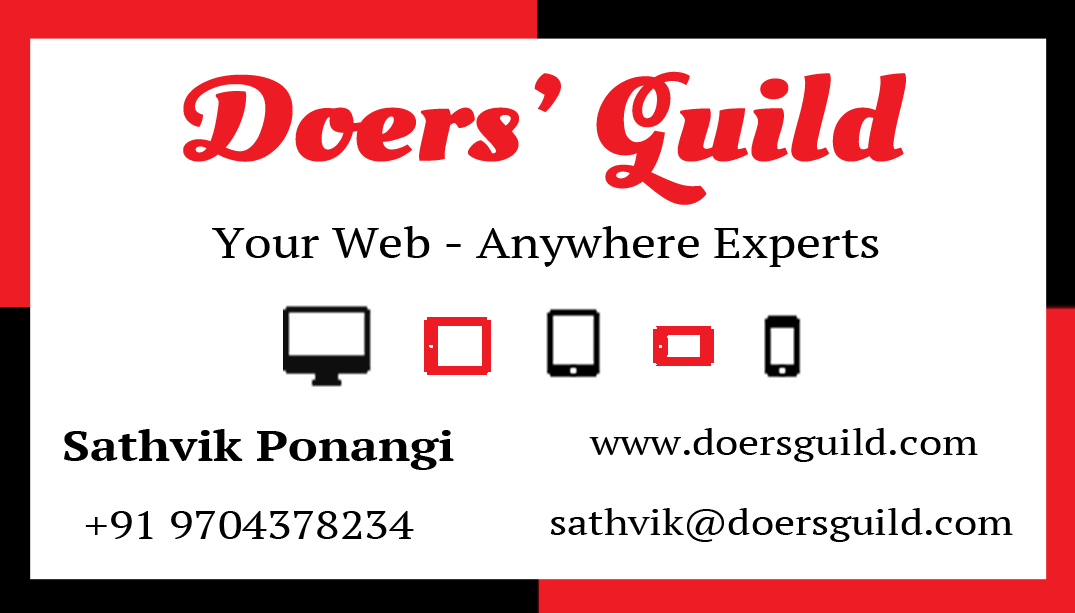 Doers’ Guild
Your Web - Anywhere Experts
Sathvik Ponangi
www.doersguild.com
+91 9704378234
sathvik@doersguild.com